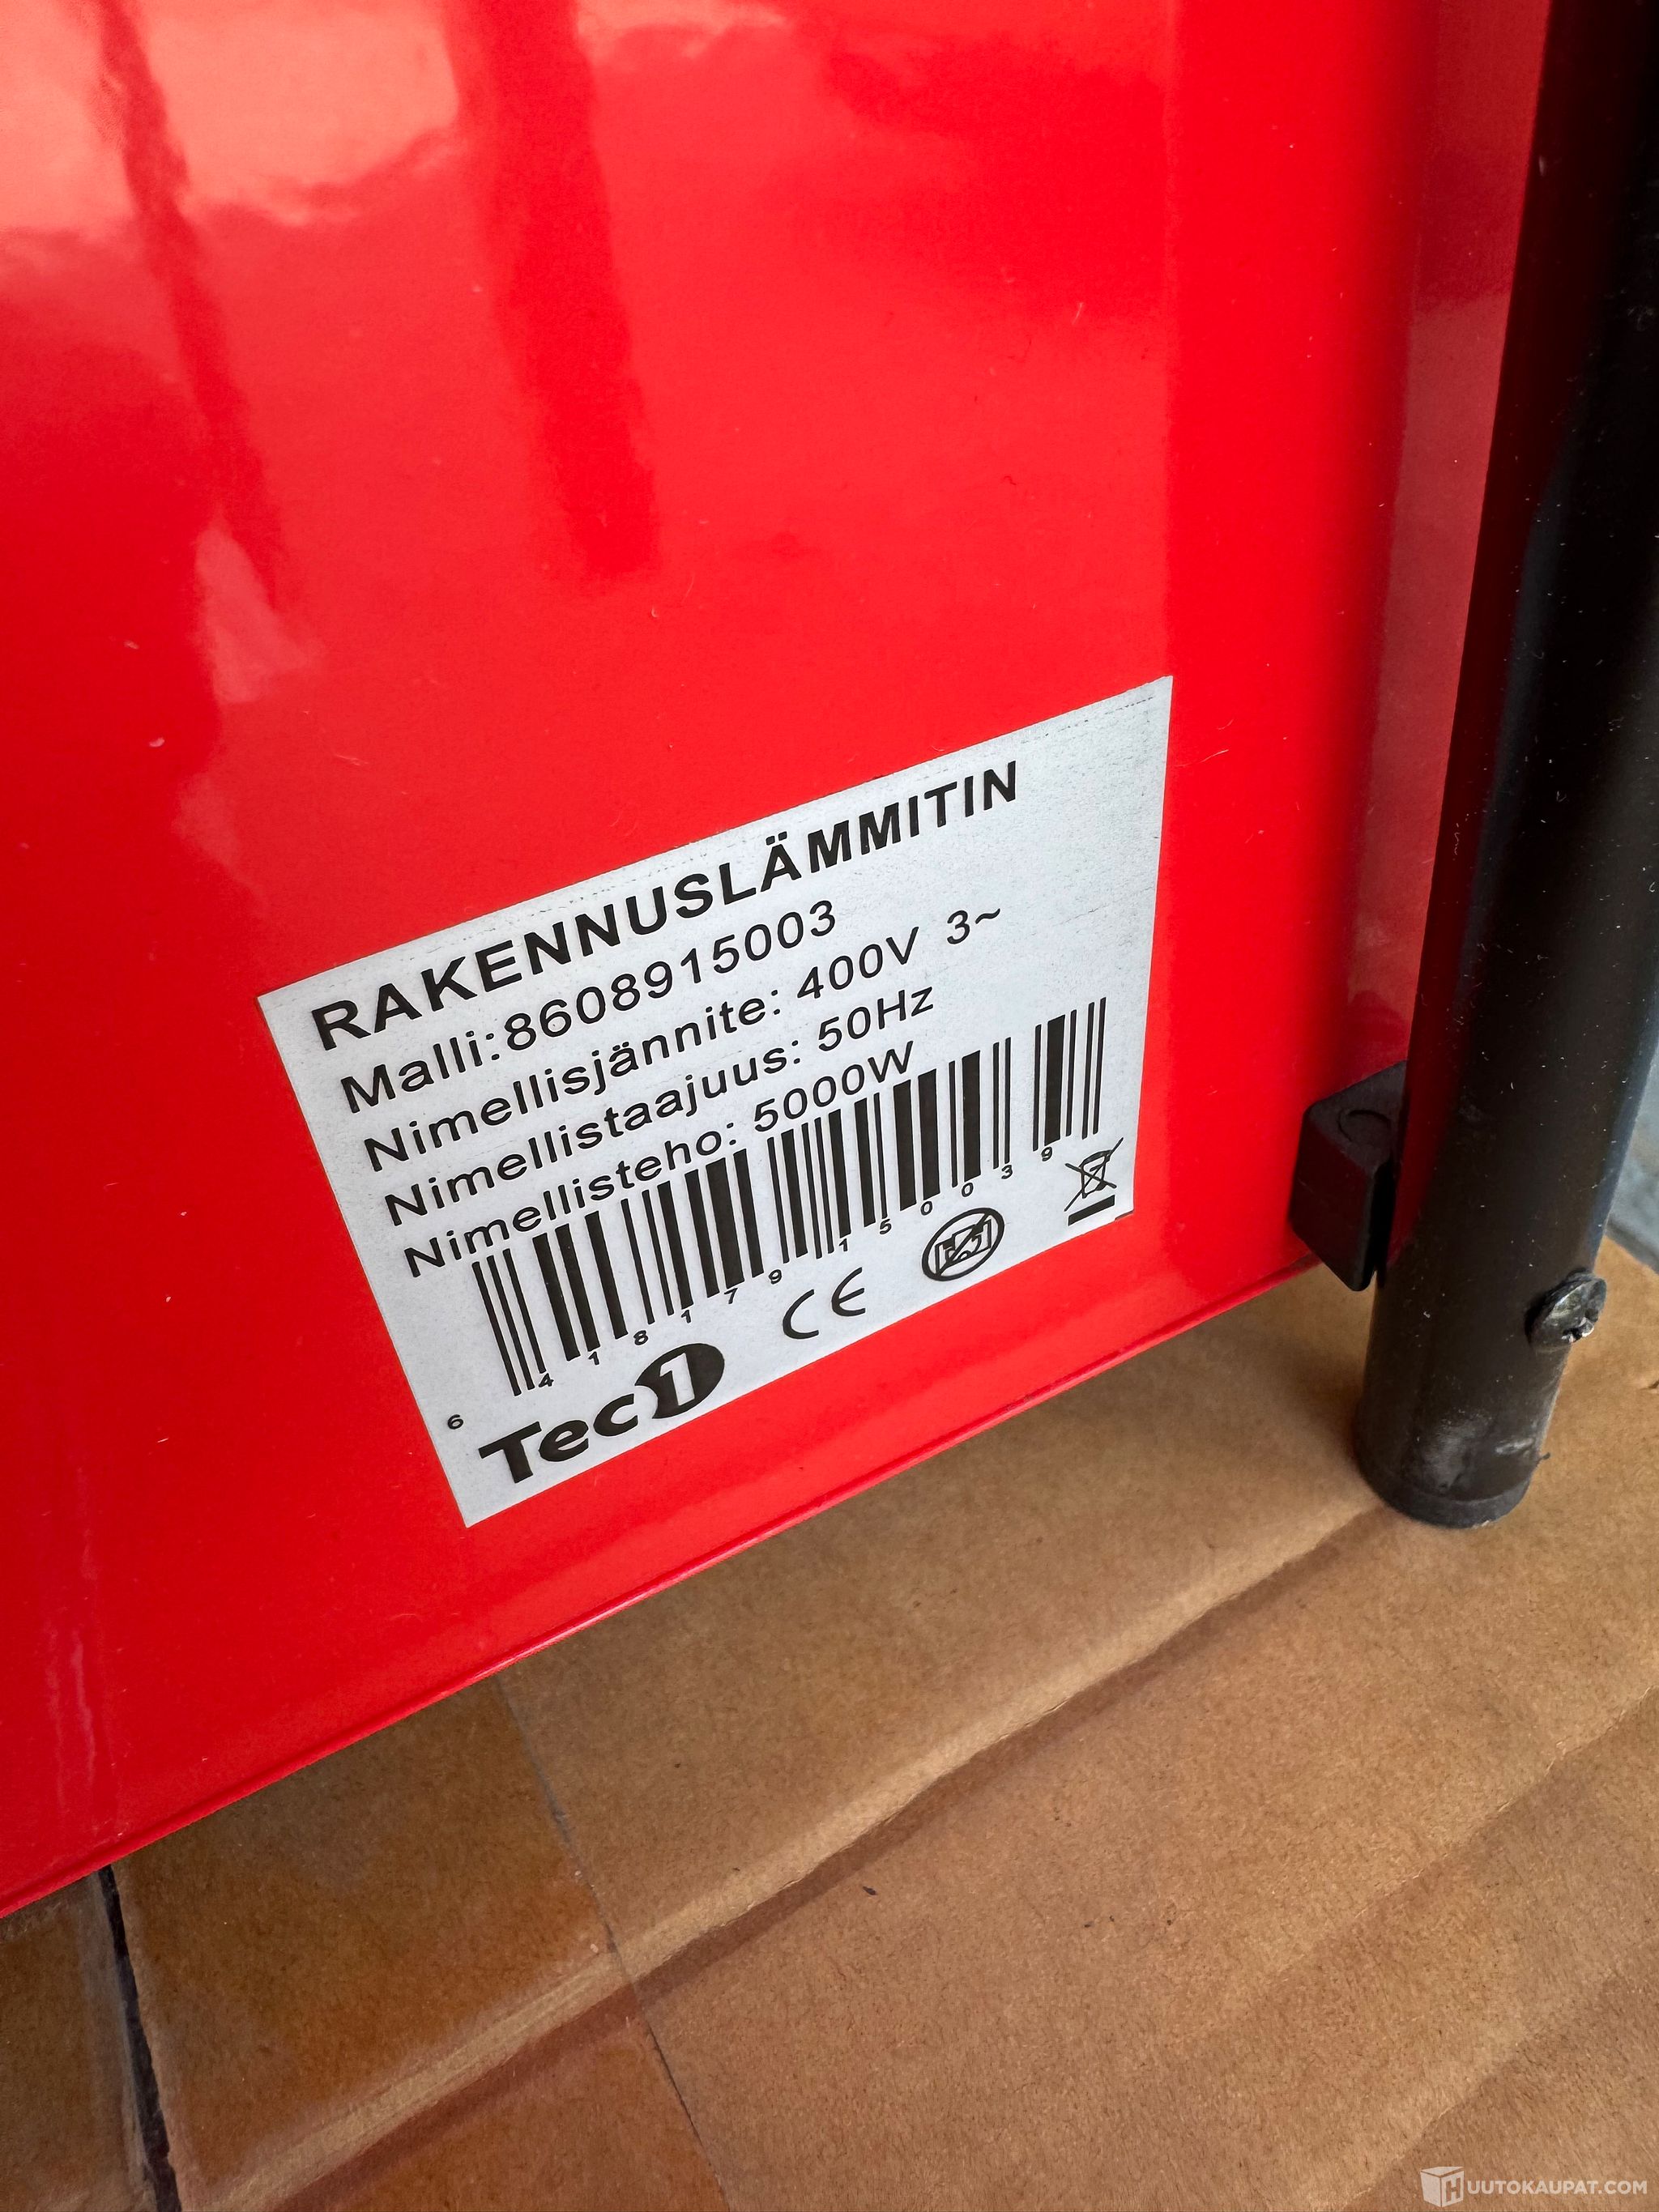 RAKENNUSLÄMMITIN
Malli:8608915003
Nimellisjännite: 400V 3~
Nimellistaajuus: 50Hz
Nimellisteho: 5000W
6 418179 150039
Tec1 CE
HUUTOKAUPAT.COM